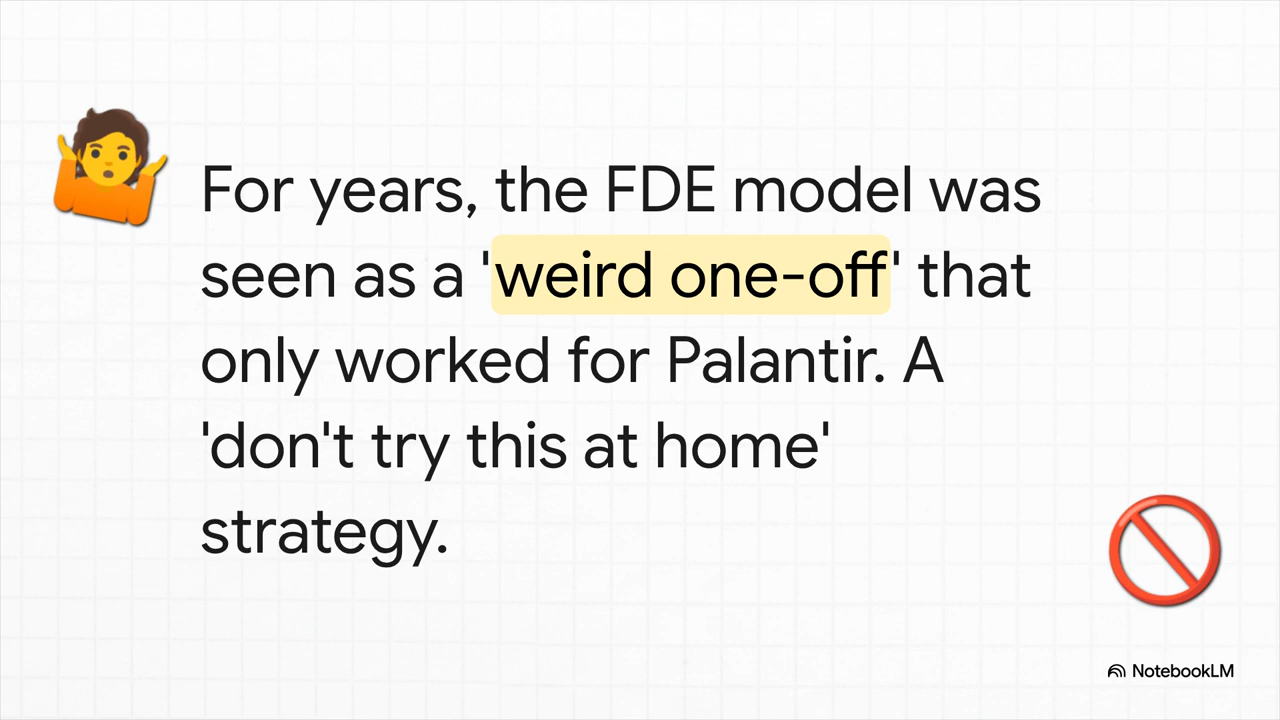 For years, the FDE model was
seen as a 'weird one-off' that
only worked for Palantir. A
'don't try this at home'
strategy.
NotebookLM